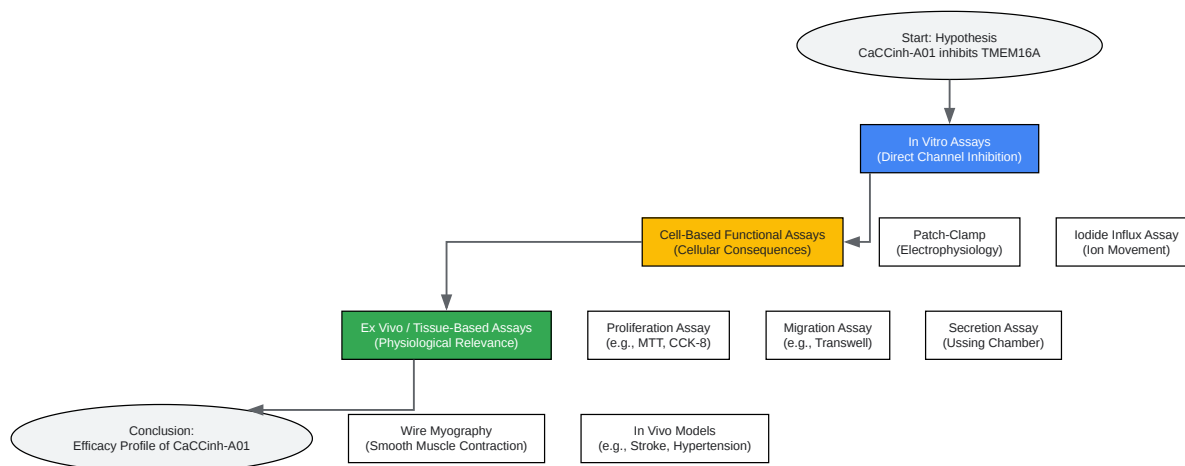 Start: Hypothesis
CaCCinh-A01 inhibits TMEM16A
In Vitro Assays
(Direct Channel Inhibition)
Cell-Based Functional Assays
(Cellular Consequences)
Patch-Clamp
(Electrophysiology)
Iodide Influx Assay
(Ion Movement)
Ex Vivo / Tissue-Based Assays
(Physiological Relevance)
Proliferation Assay
(e.g., MTT, CCK-8)
Migration Assay
(e.g., Transwell)
Secretion Assay
(Ussing Chamber)
Conclusion:
Efficacy Profile of CaCCinh-A01
Wire Myography
(Smooth Muscle Contraction)
In Vivo Models
(e.g., Stroke, Hypertension)